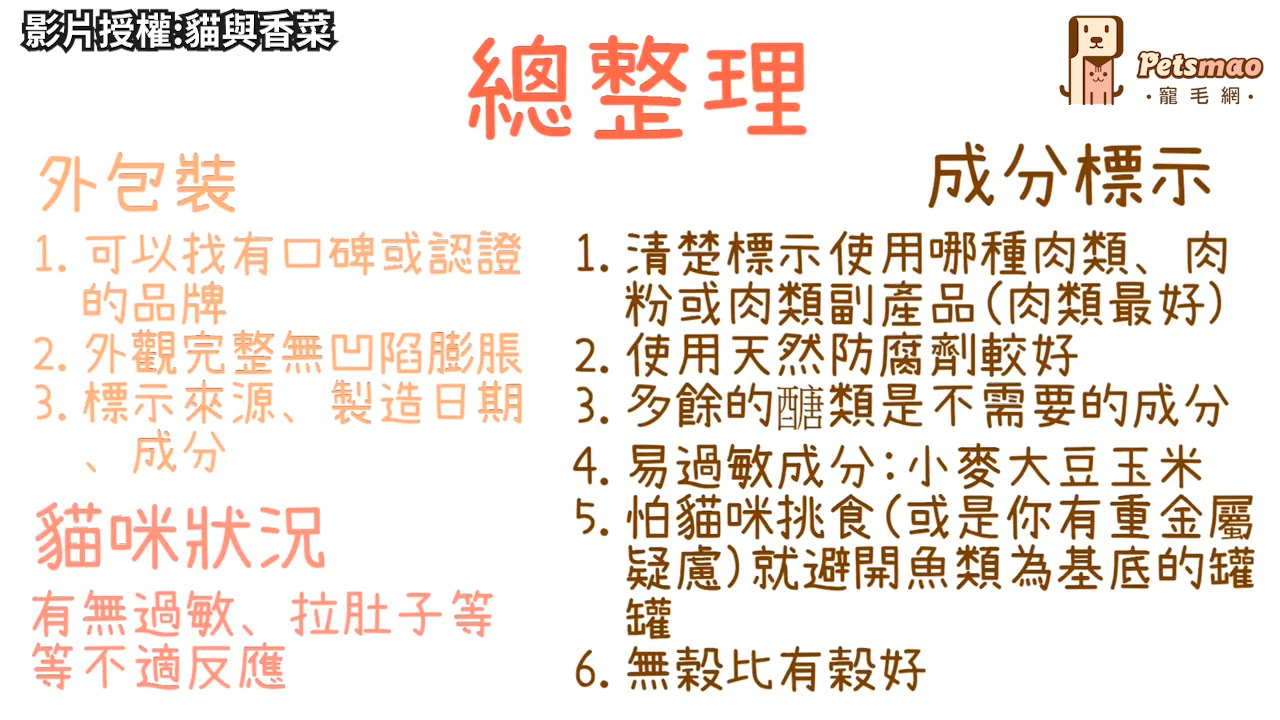 影片授權:貓與香菜
總整理
Petsmao
·寵毛網·
外包裝
1. 可以找有口碑或認證
的品牌
2. 外觀完整無凹陷膨脹
3. 標示來源、製造日期
、成分
貓咪狀況
有無過敏、拉肚子等
等不適反應
成分標示
1. 清楚標示使用哪種肉類、肉
粉或肉類副產品(肉類最好)
2. 使用天然防腐劑較好
3. 多餘的醣類是不需要的成分
4. 易過敏成分:小麥大豆玉米
5. 怕貓咪挑食(或是你有重金屬
疑慮)就避開魚類為基底的罐
罐
6. 無穀比有穀好